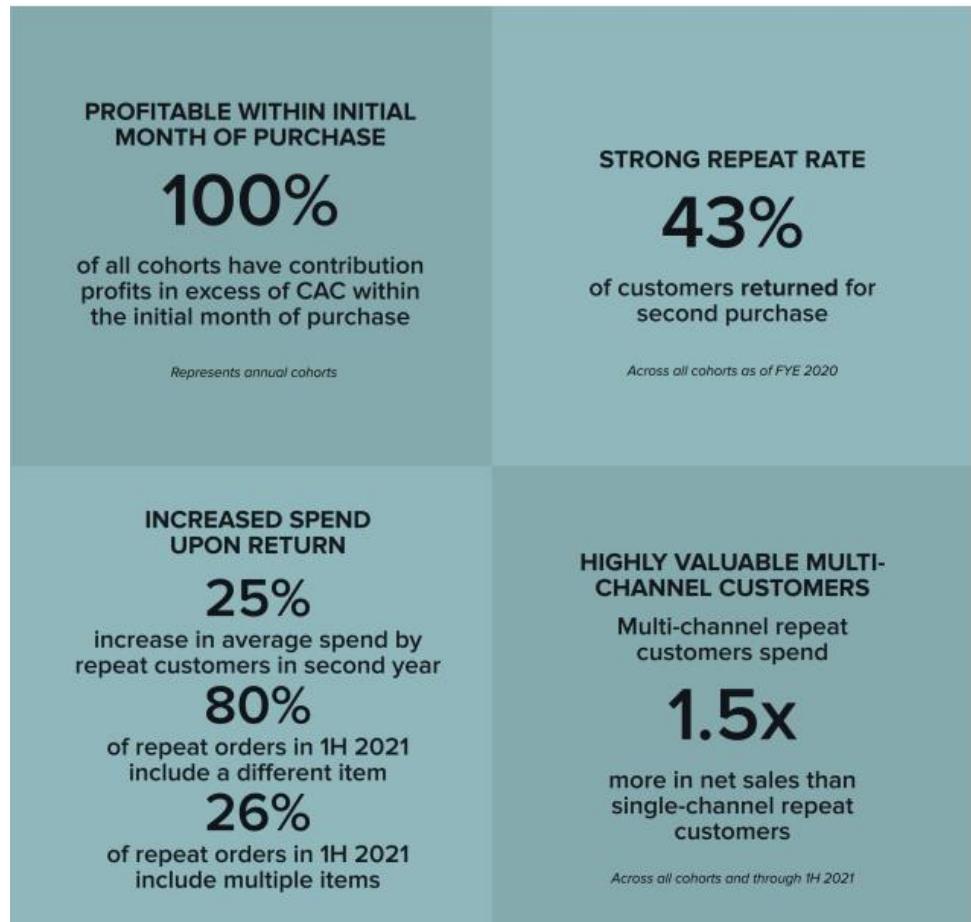 PROFITABLE WITHIN INITIAL
MONTH OF PURCHASE
100%
of all cohorts have contribution
profits in excess of CAC within
the initial month of purchase
Represents annual cohorts
STRONG REPEAT RATE
43%
of customers returned for
second purchase
Across all cohorts as of FYE 2020
INCREASED SPEND
UPON RETURN
25%
increase in average spend by
repeat customers in second year
80%
of repeat orders in 1H 2021
include a different item
26%
of repeat orders in 1H 2021
include multiple items
HIGHLY VALUABLE MULTI-
CHANNEL CUSTOMERS
Multi-channel repeat
customers spend
1.5x
more in net sales than
single-channel repeat
customers
Across all cohorts and through 1H 2021